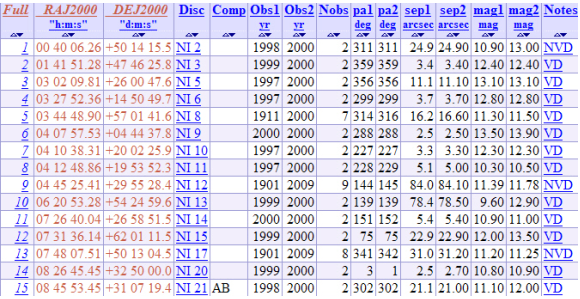 Full RAJ2000 DEJ2000 Disc Comp Obs1 Obs2 Nobs pa1 pa2 sep1 sep2 mag1 mag2 Notes
"h:m:s" "d:m:s" yr yr deg deg arcsec arcsec mag mag
1 00 40 06.26 +50 14 15.5 NI 2 1998 2000 2 311 311 24.9 24.90 10.90 13.00 NVD
2 01 41 51.28 +47 46 25.8 NI 3 1999 2000 2 359 359 3.4 3.40 12.40 12.40 VD
3 03 02 09.81 +26 00 47.6 NI 5 1997 2000 2 356 356 11.1 11.10 13.10 13.10 VD
4 03 27 52.36 +14 50 49.7 NI 6 1997 2000 2 299 299 3.7 3.70 12.80 12.80 VD
5 03 44 48.90 +57 01 41.6 NI 8 1911 2000 7 314 316 16.2 16.60 11.30 11.50 VD
6 04 07 57.53 +04 44 37.8 NI 9 2000 2000 2 288 288 2.5 2.50 13.50 13.90 VD
7 04 10 38.31 +20 02 25.9 NI 10 1997 2000 2 227 227 3.3 3.30 12.30 12.30 VD
8 04 12 48.86 +19 53 52.3 NI 11 1997 2000 2 228 229 5.1 5.00 10.30 10.50 VD
9 04 45 25.41 +29 55 28.4 NI 12 1901 2009 9 144 145 84.0 84.10 11.39 11.78 NVD
10 06 20 53.28 +54 24 59.6 NI 13 1999 2000 2 139 139 78.4 78.50 9.60 12.90 VD
11 07 26 40.04 +26 58 51.5 NI 14 2000 2000 2 151 152 5.4 5.40 10.90 11.00 VD
12 07 31 36.14 +62 01 11.5 NI 15 1999 2000 2 75 75 22.9 22.90 12.00 13.50 VD
13 07 48 07.51 +50 13 04.5 NI 17 1901 2009 8 341 342 31.0 31.20 11.20 11.25 NVD
14 08 26 45.45 +32 50 00.0 NI 20 1999 2000 2 3 1 2.5 2.70 10.80 10.90 VD
15 08 45 53.45 +31 07 19.4 NI 21 AB 1998 2000 2 302 302 21.1 21.00 11.10 12.00 VD